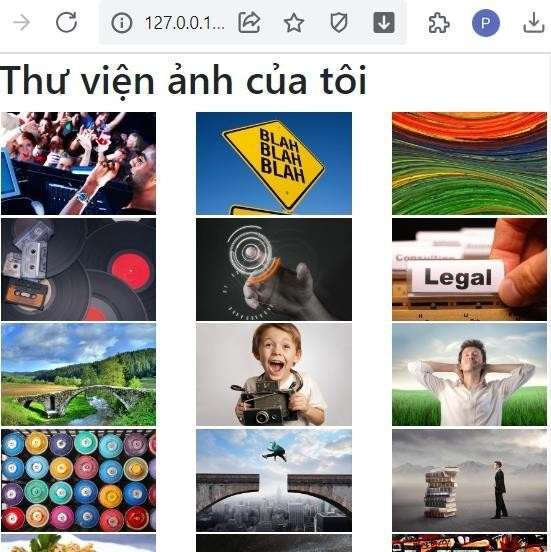 127.0.0.1...
P
Thư viện ảnh của tôi
BLAH
BLAH
BLAH
Legal